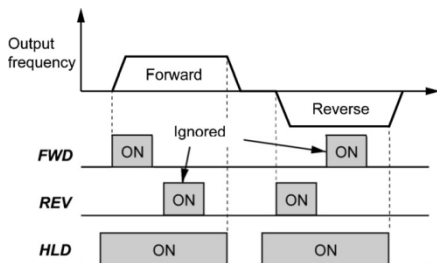 Output
frequency
Forward
Reverse
Ignored
FWD
ON
ON
REV
ON
ON
HLD
ON
ON